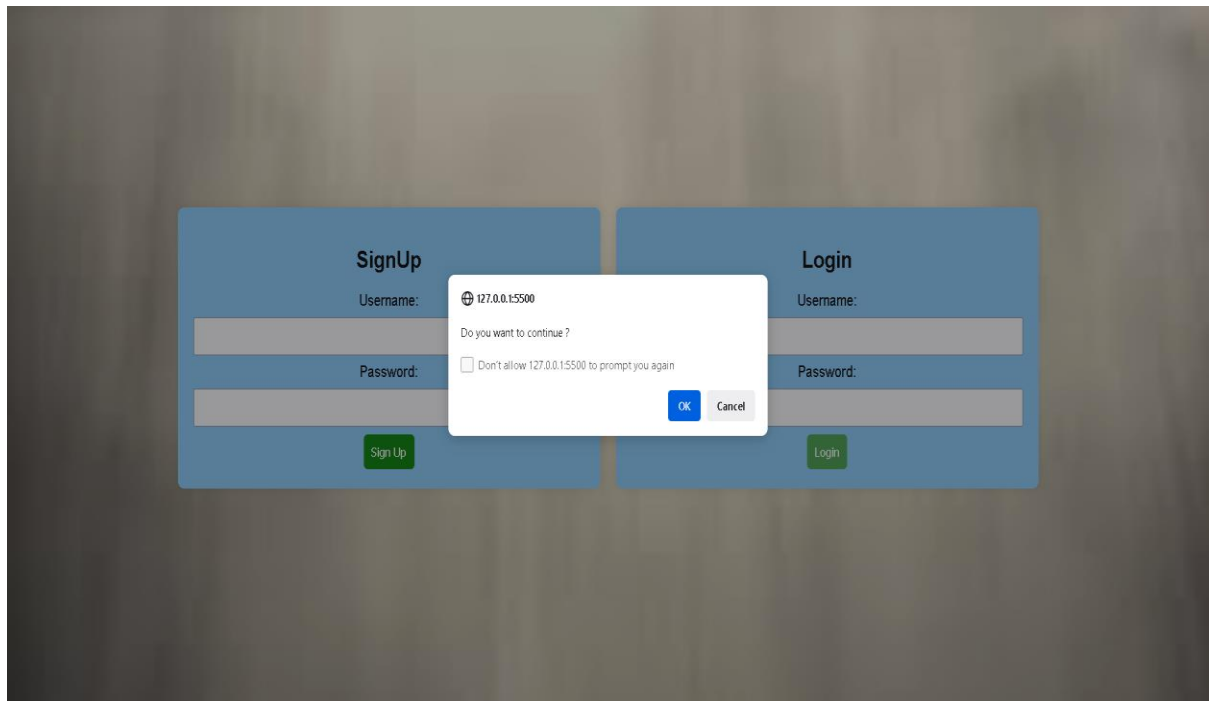 SignUp
Username:
Password:
Sign Up
127.0.0.1:5500
Do you want to continue ?
Don't allow 127.0.0.1:5500 to prompt you again
OK Cancel
Login
Username:
Password:
Login